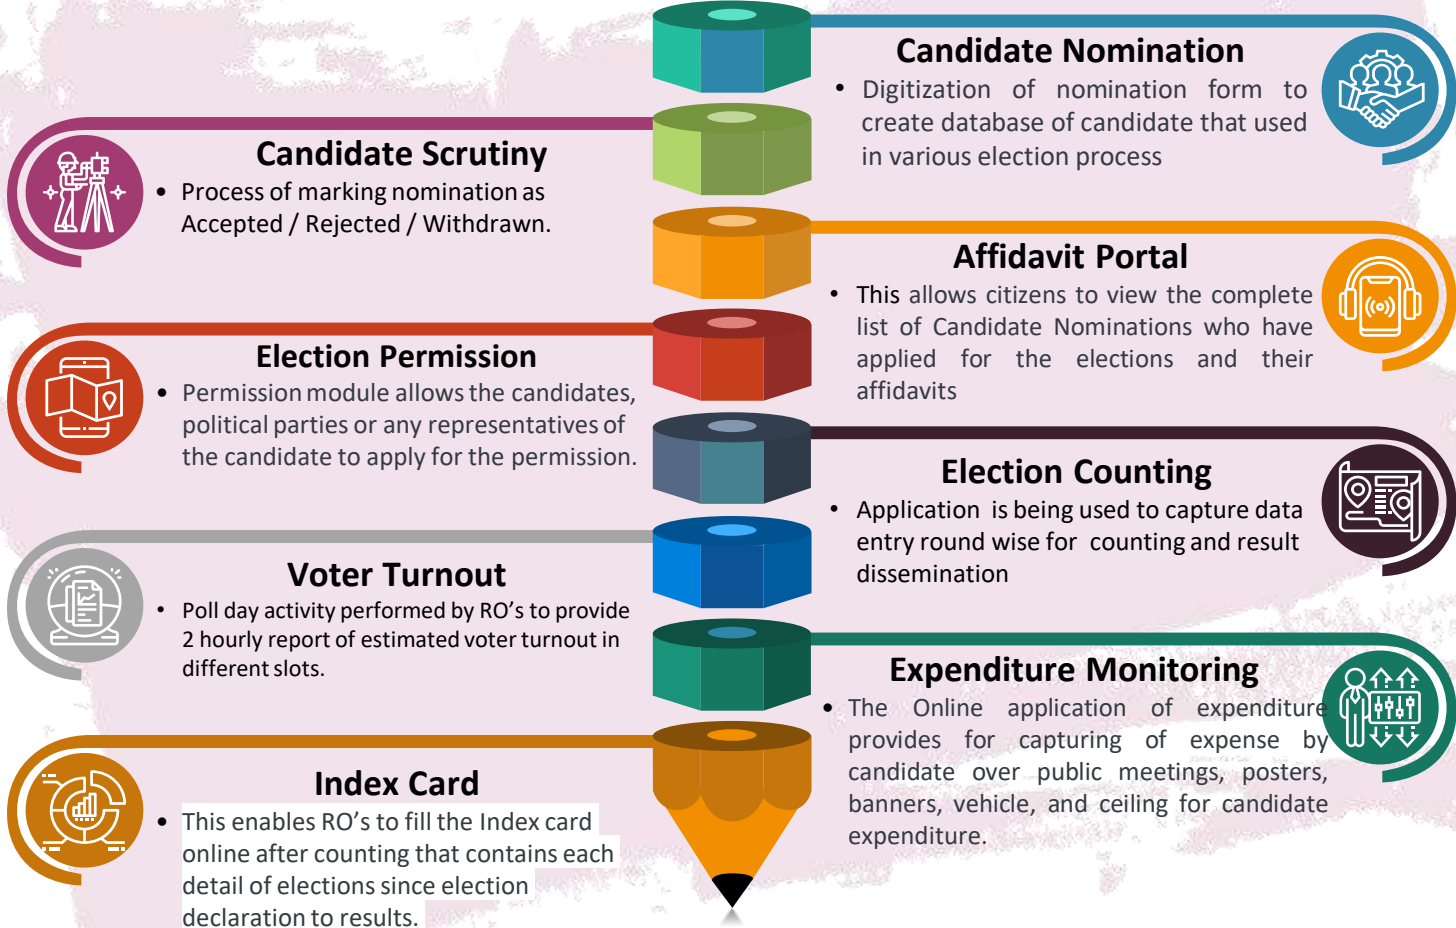 Candidate Nomination
• Digitization of nomination form to
create database of candidate that used
in various election process
Candidate Scrutiny
• Process of marking nomination as
Accepted / Rejected / Withdrawn.
Affidavit Portal
• This allows citizens to view the complete
list of Candidate Nominations who have
applied for the elections and their
affidavits
Election Permission
• Permission module allows the candidates,
political parties or any representatives of
the candidate to apply for the permission.
Election Counting
• Application is being used to capture data
entry round wise for counting and result
dissemination
Voter Turnout
• Poll day activity performed by RO's to provide
2 hourly report of estimated voter turnout in
different slots.
Expenditure Monitoring
• The Online application of expenditure
provides for capturing of expense by
candidate over public meetings, posters,
banners, vehicle, and ceiling for candidate
expenditure.
Index Card
• This enables RO's to fill the Index card
online after counting that contains each
detail of elections since election
declaration to results.